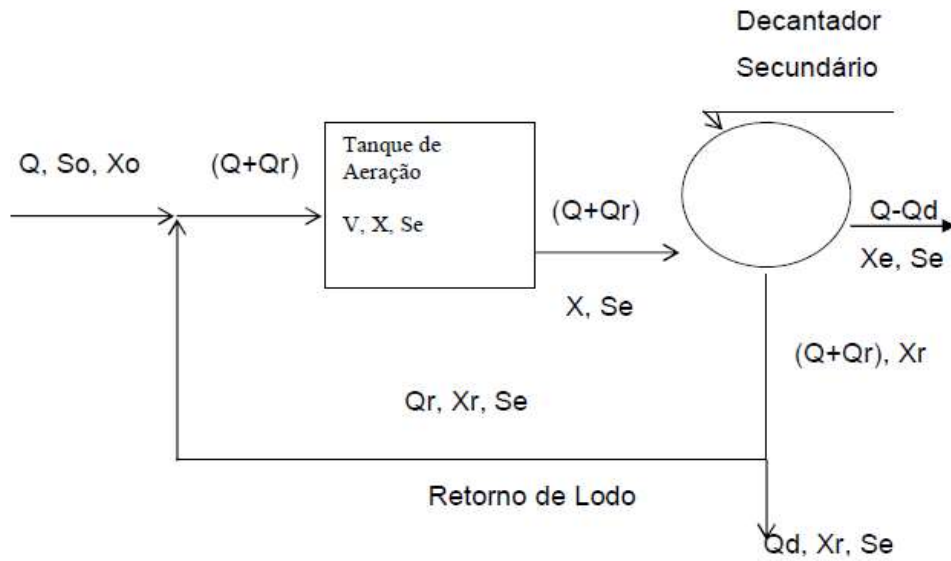 Decantador
Secundário
Q, So, Xo
(Q+Qr)
Tanque de
Aeração
V, X, Se
(Q+Qr)
X, Se
Q-Qd
Xe, Se
(Q+Qr), Xr
Qr, Xr, Se
Retorno de Lodo
Qd, Xr, Se